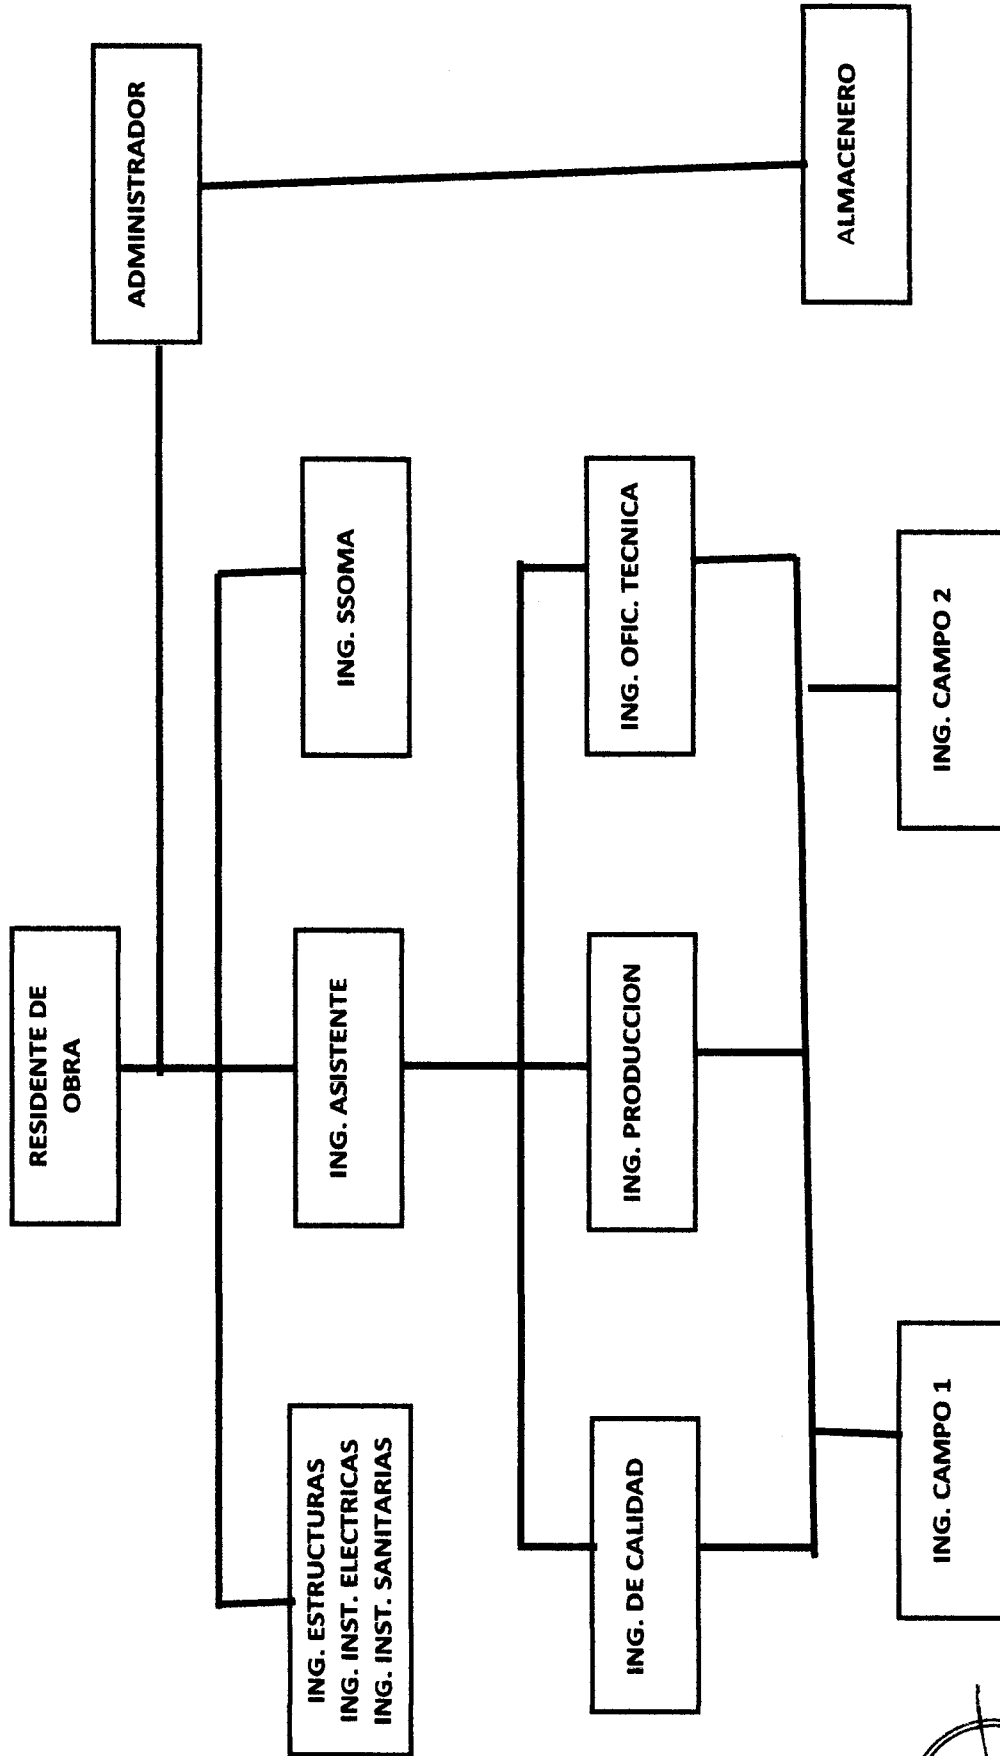 RESIDENTE DE
OBRA
ADMINISTRADOR
ING. ESTRUCTURAS
ING. INST. ELECTRICAS
ING. INST. SANITARIAS
ING. ASISTENTE
ING. SSOMA
ING. DE CALIDAD
ING. PRODUCCION
ING. OFIC. TECNICA
ALMACENERO
ING. CAMPO 1
ING. CAMPO 2